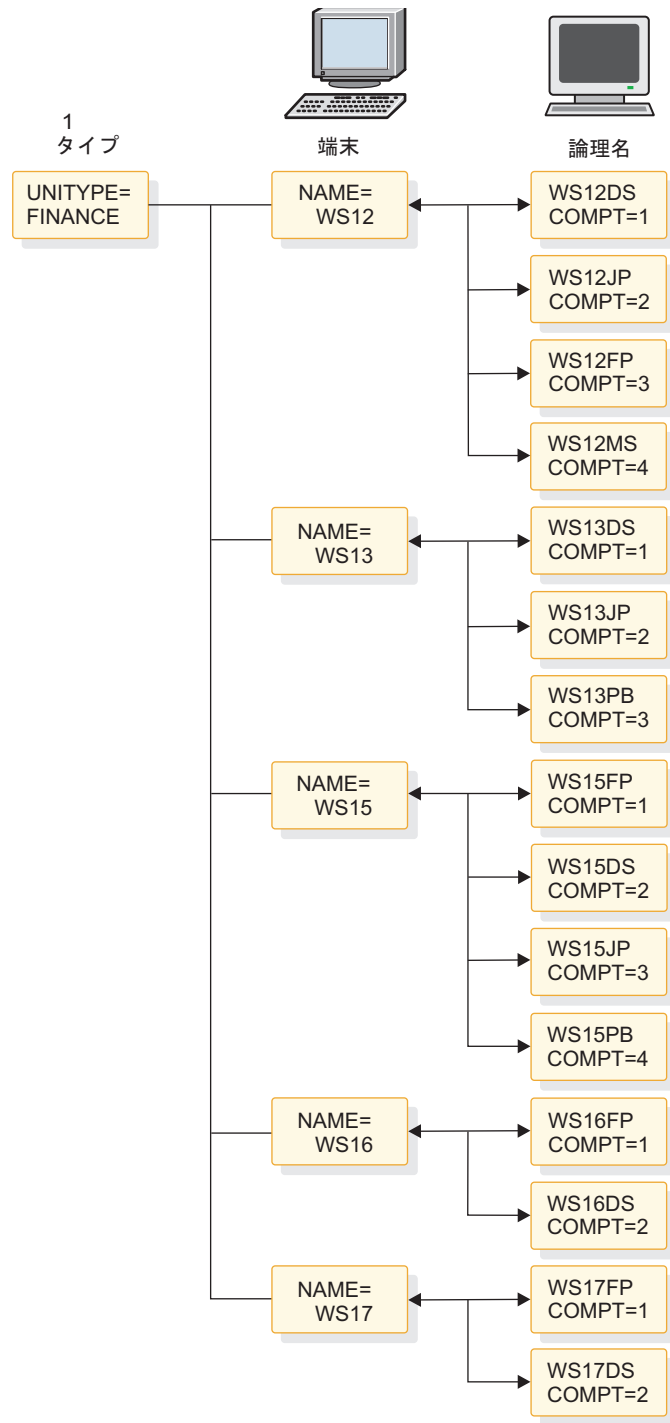 1
タイプ
端末
論理名
UNITYPE=
FINANCE
NAME=
WS12
WS12DS
COMPT=1
WS12JP
COMPT=2
WS12FP
COMPT=3
WS12MS
COMPT=4
NAME=
WS13
WS13DS
COMPT=1
WS13JP
COMPT=2
WS13PB
COMPT=3
NAME=
WS15
WS15FP
COMPT=1
WS15DS
COMPT=2
WS15JP
COMPT=3
WS15PB
COMPT=4
NAME=
WS16
WS16FP
COMPT=1
WS16DS
COMPT=2
NAME=
WS17
WS17FP
COMPT=1
WS17DS
COMPT=2